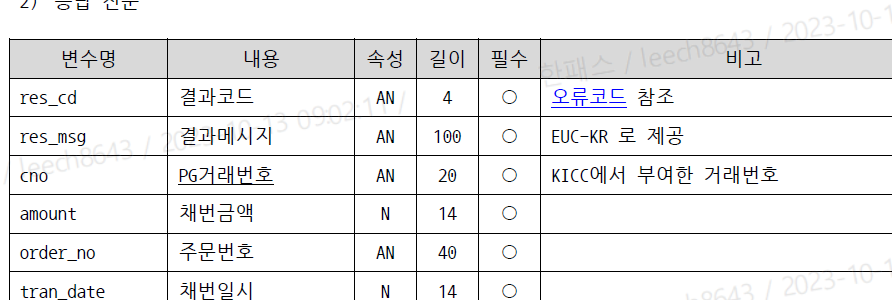 2) 응답 전문
변수명 내용 속성 길이 필수 비고
res_cd 결과코드 AN 4 ○ 오류코드 참조
res_msg 결과메시지 AN 100 ○ EUC-KR 로 제공
cno PG거래번호 AN 20 ○ KICC에서 부여한 거래번호
amount 채번금액 N 14 ○
order_no 주문번호 AN 40 ○
tran_date 채번일시 N 14 ○
한패스 / leech8643 / 2023-10-1
/ leech8643 / 2023-10-13 09:02:11 /
leech8643 / 2023-10-1